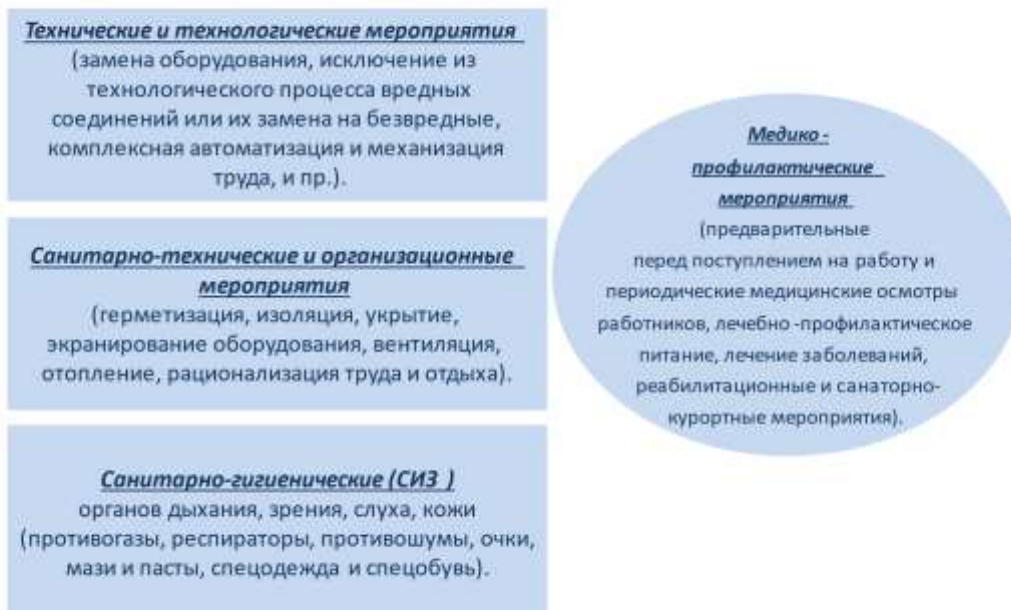 Технические и технологические мероприятия
(замена оборудования, исключение из
технологического процесса вредных
соединений или их замена на безвредные,
комплексная автоматизация и механизация
труда, и пр.).
Санитарно-технические и организационные
мероприятия
(герметизация, изоляция, укрытие,
экранирование оборудования, вентиляция,
отопление, рационализация труда и отдыха).
Санитарно-гигиенические (СИЗ )
органов дыхания, зрения, слуха, кожи
(противогазы, респираторы, противошумы, очки,
мази и пасты, спецодежда и спецобувь).
Медико -
профилактические
мероприятия
(предварительные
перед поступлением на работу и
периодические медицинские осмотры
работников, лечебно -профилактическое
питание, лечение заболеваний,
реабилитационные и санаторно-
курортные мероприятия).